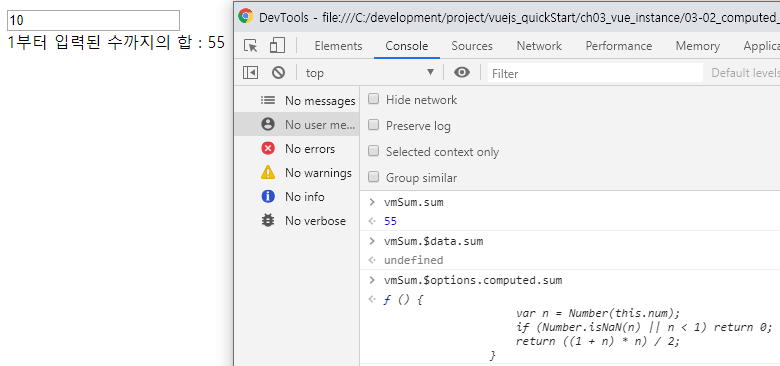 10
1부터 입력된 수까지의 합 : 55
DevTools - file:///C:/development/project/vuejs_quickStart/ch03_vue_instance/03-02_computed_
Elements Console Sources Network Performance Memory Applica
top Filter Default levels
No messages
No user me...
No errors
No warnings
No info
No verbose
Hide network
Preserve log
Selected context only
Group similar
> vmSum.sum
55
> vmSum.$data.sum
undefined
> vmSum.$options.computed.sum
ƒ () {
var n = Number(this.num);
if (Number.isNaN(n) || n < 1) return 0;
return ((1 + n) * n) / 2;
}